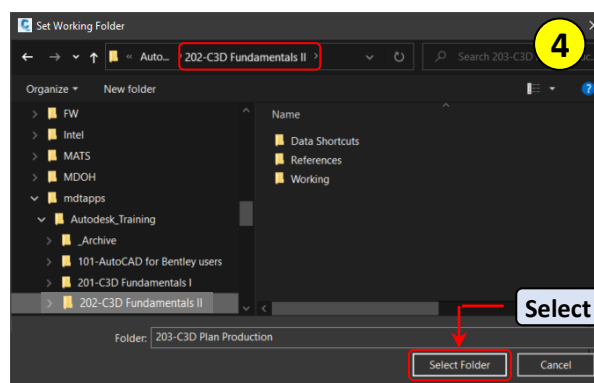 Set Working Folder
4
« Auto... › 202-C3D Fundamentals II ›
Search 203-C3D
Organize
New folder
?
FW
Intel
MATS
MDOH
mdtapps
Autodesk_Training
_Archive
101-AutoCAD for Bentley users
201-C3D Fundamentals I
202-C3D Fundamentals II
Name
Data Shortcuts
References
Working
Select
Folder: 203-C3D Plan Production
Select Folder
Cancel